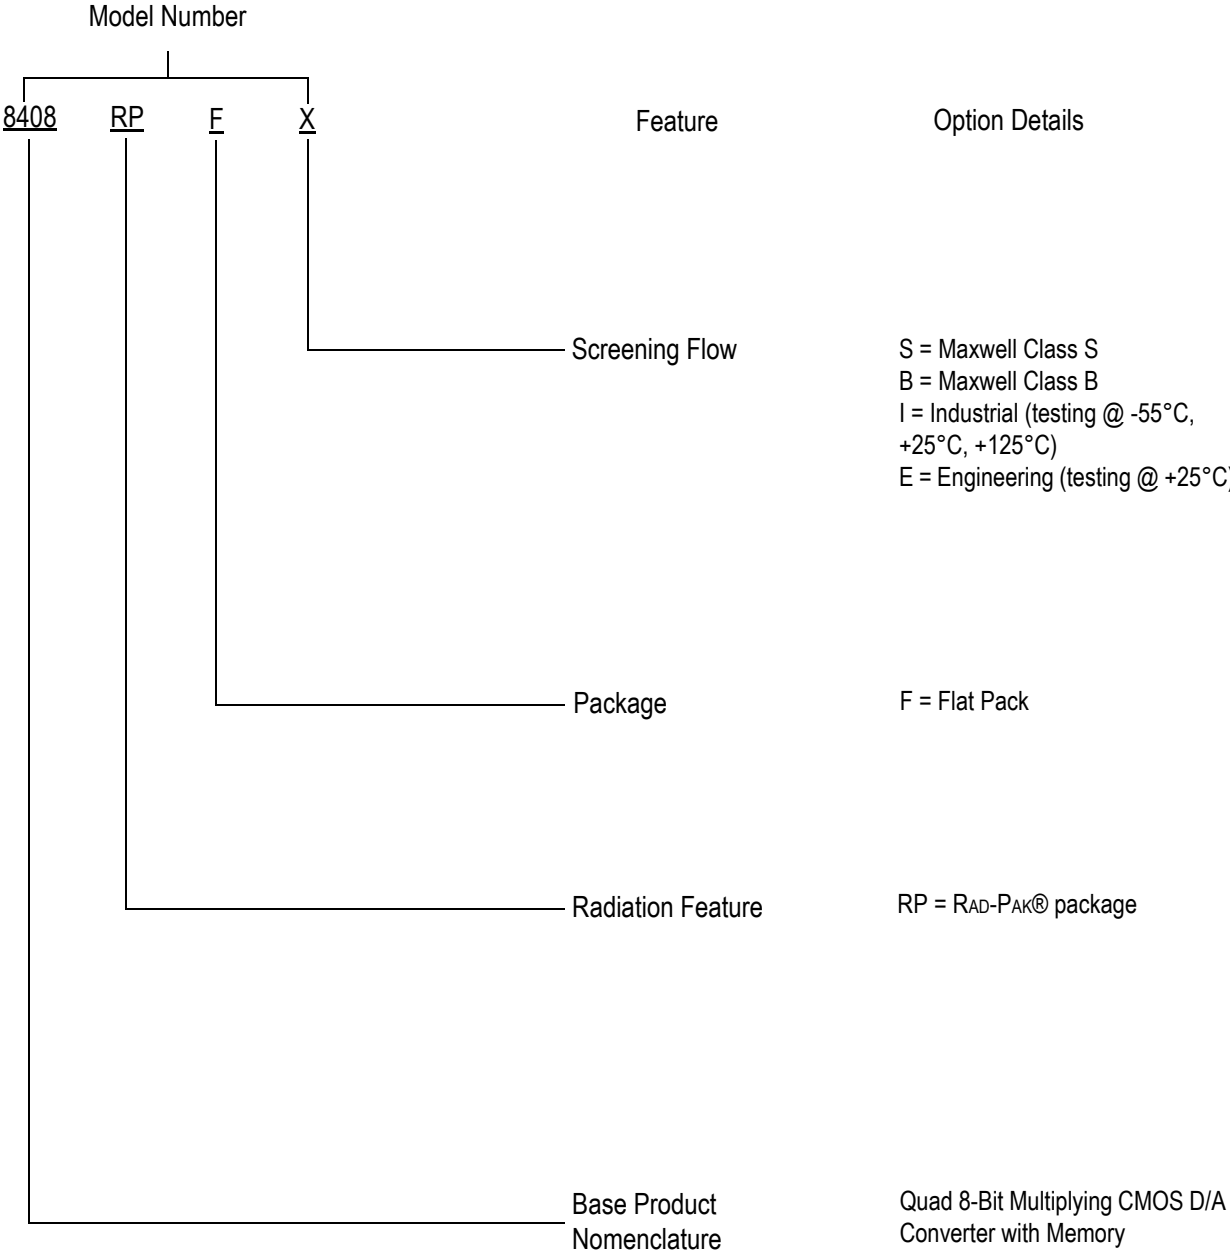 Model Number
8408 RP F X Feature Option Details
Screening Flow
S = Maxwell Class S
B = Maxwell Class B
I = Industrial (testing @ -55°C,
+25°C, +125°C)
E = Engineering (testing @ +25°C)
Package
F = Flat Pack
Radiation Feature
RP = RAD-PAK® package
Base Product
Nomenclature
Quad 8-Bit Multiplying CMOS D/A
Converter with Memory